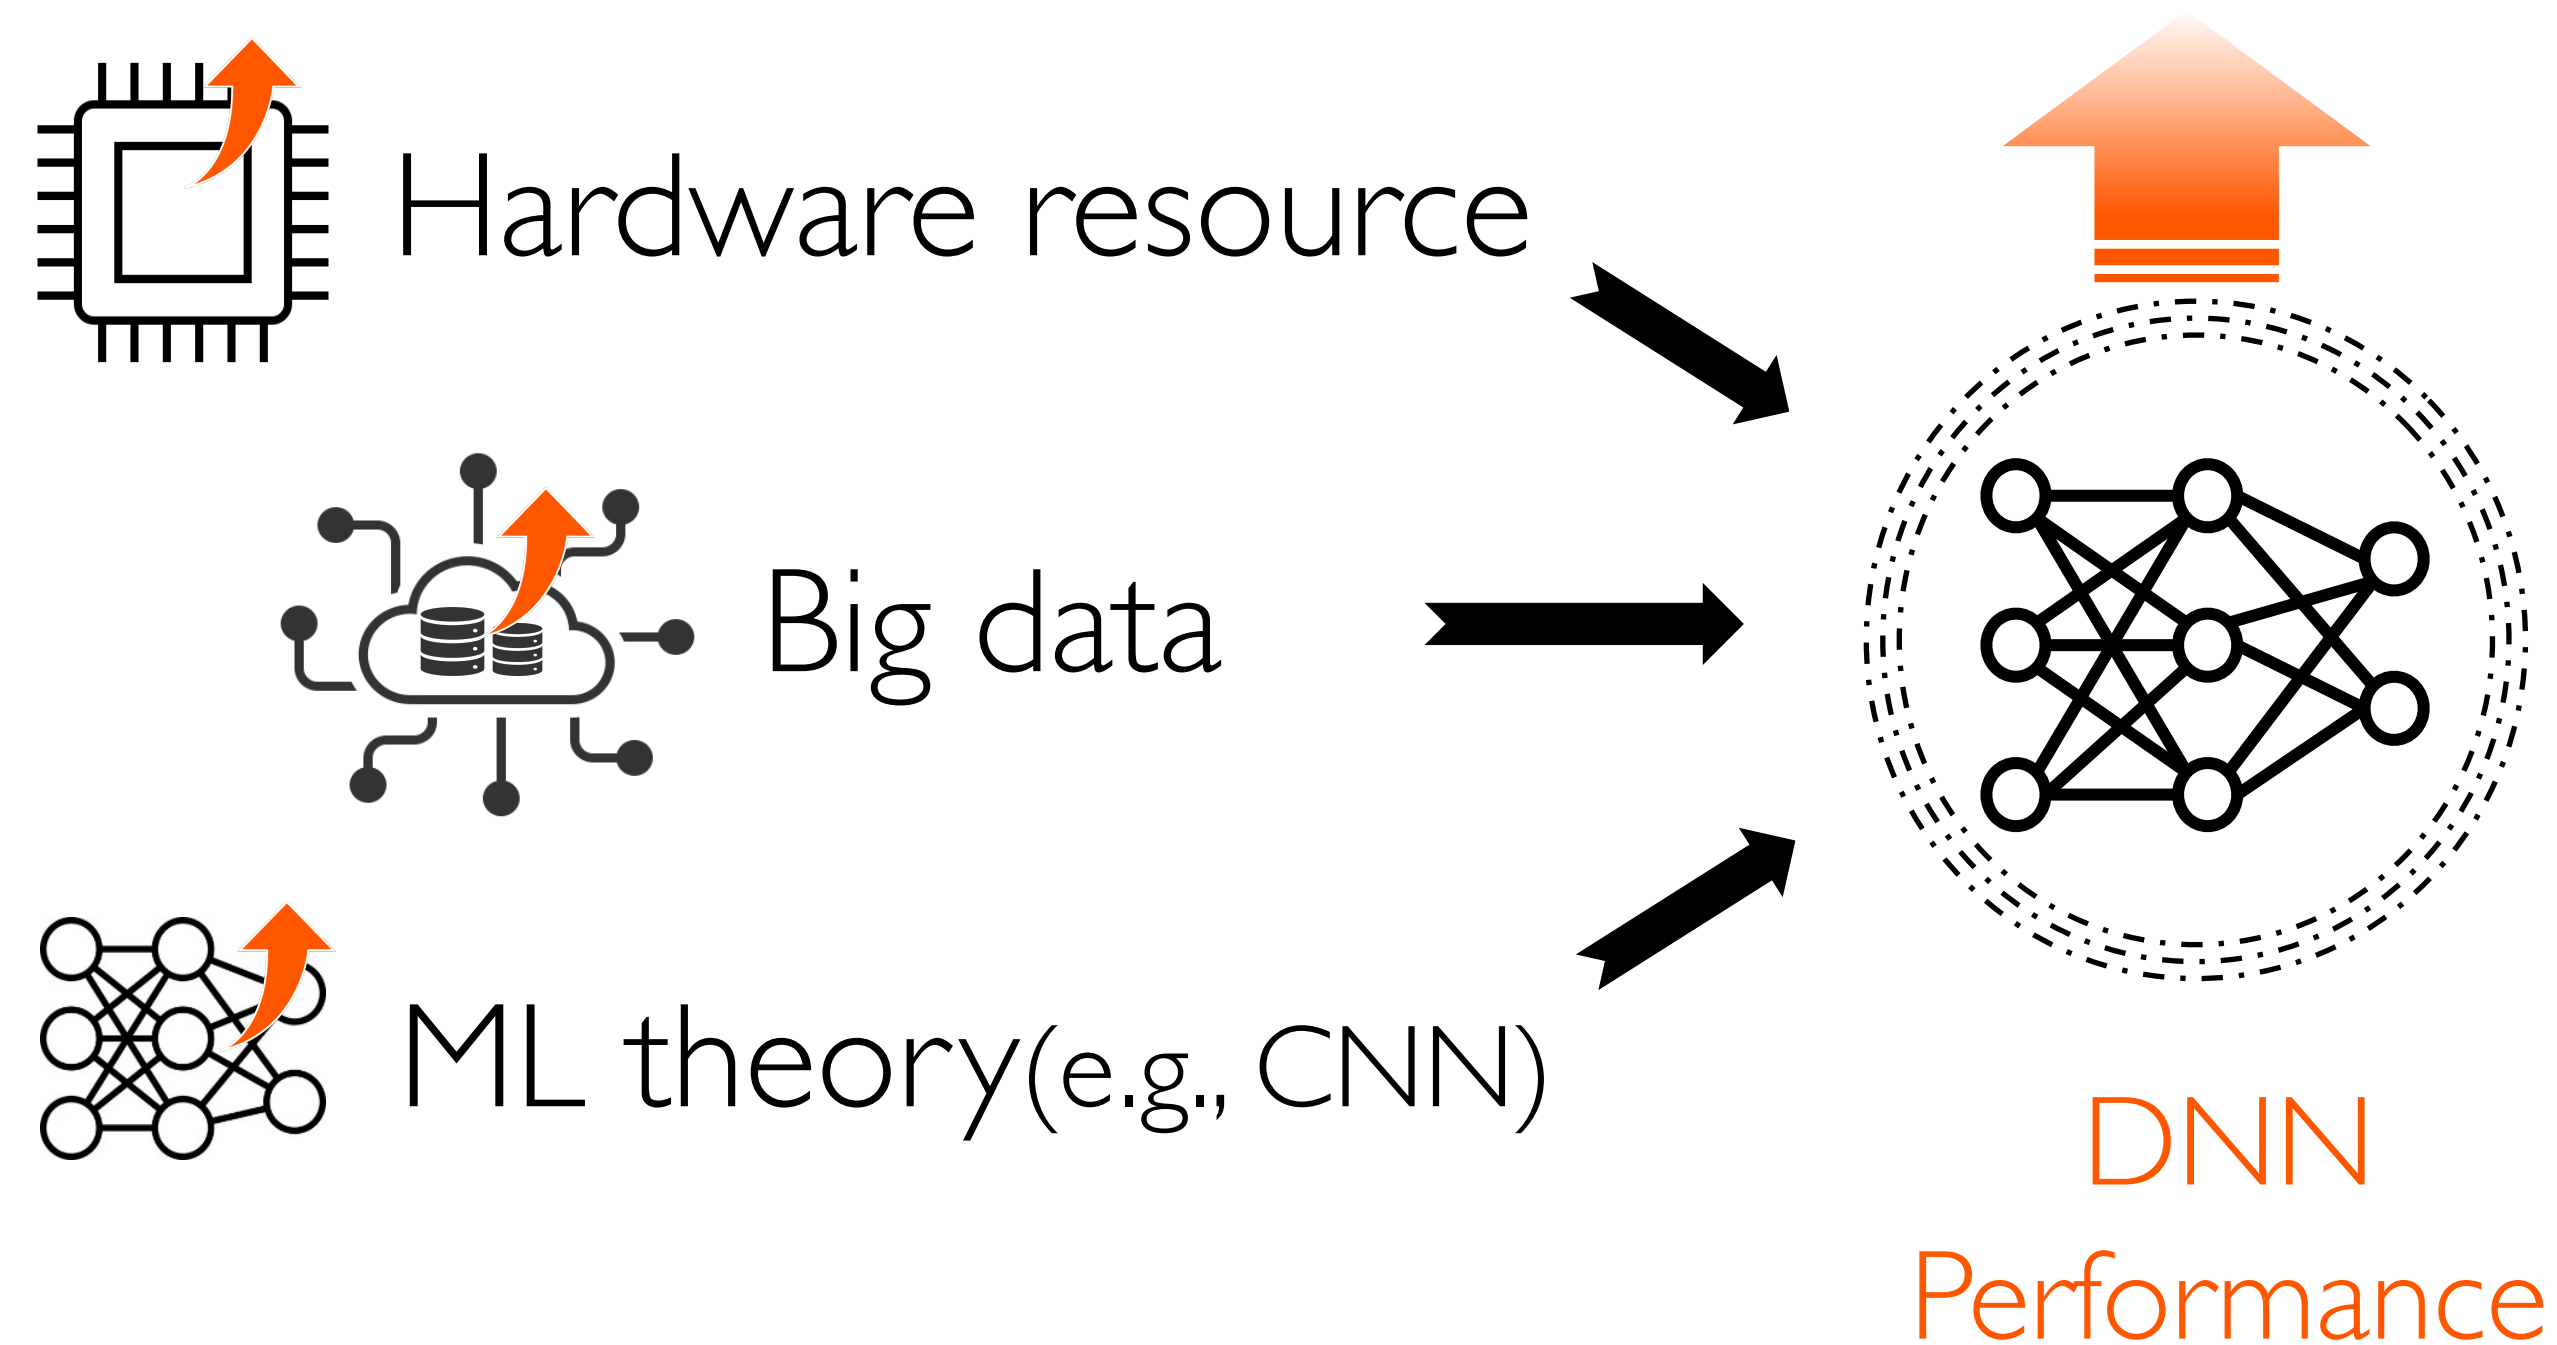 Hardware resource
Big data
ML theory(e.g., CNN)
DNN
Performance